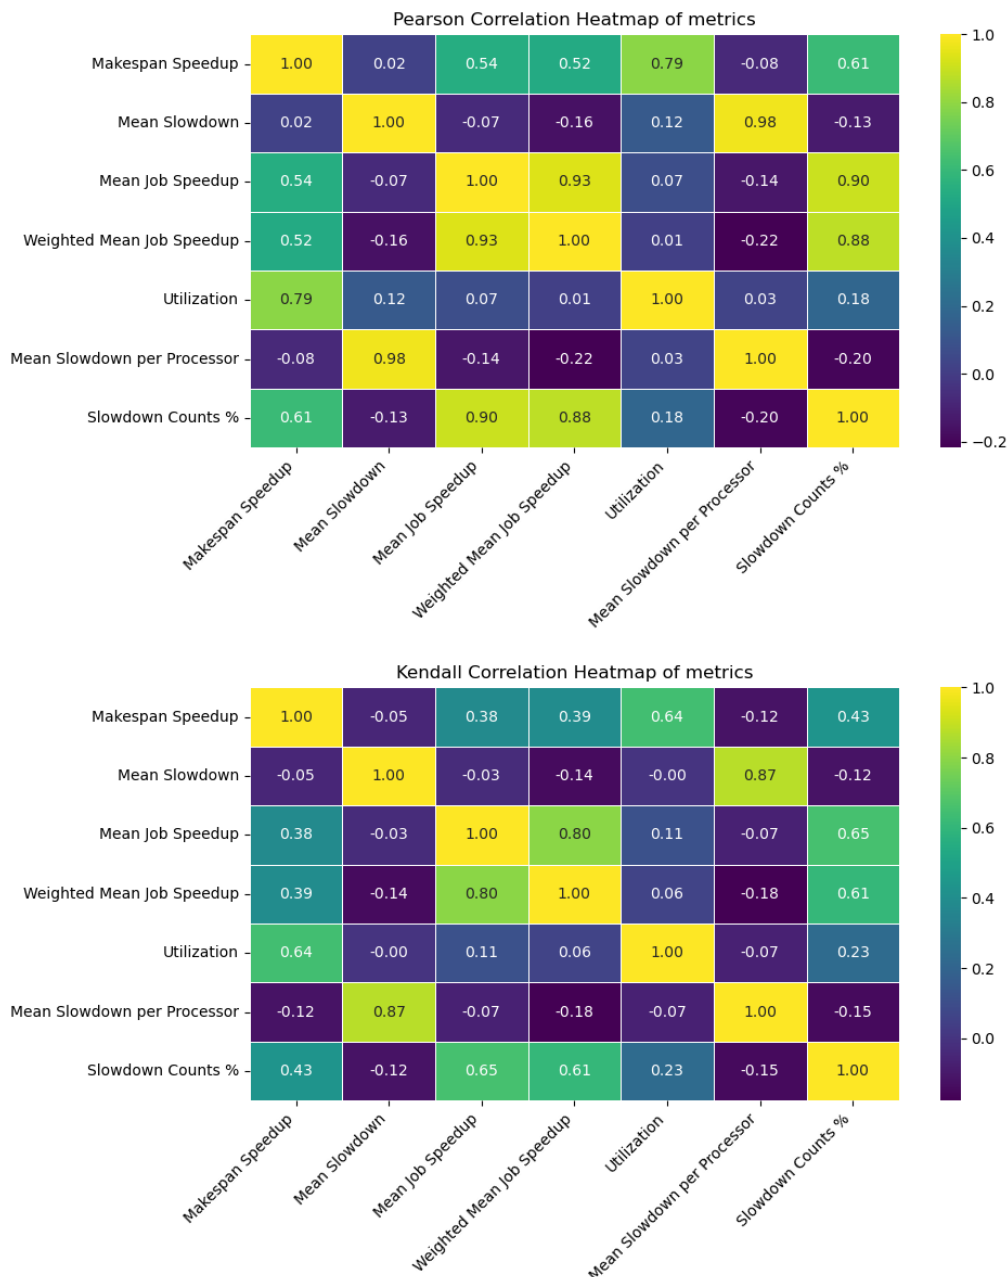 Pearson Correlation Heatmap of metrics
Makespan Speedup 1.00 0.02 0.54 0.52 0.79 -0.08 0.61
Mean Slowdown 0.02 1.00 -0.07 -0.16 0.12 0.98 -0.13
Mean Job Speedup 0.54 -0.07 1.00 0.93 0.07 -0.14 0.90
Weighted Mean Job Speedup 0.52 -0.16 0.93 1.00 0.01 -0.22 0.88
Utilization 0.79 0.12 0.07 0.01 1.00 0.03 0.18
Mean Slowdown per Processor -0.08 0.98 -0.14 -0.22 0.03 1.00 -0.20
Slowdown Counts % 0.61 -0.13 0.90 0.88 0.18 -0.20 1.00
Makespan Speedup
Mean Slowdown
Mean Job Speedup
Weighted Mean Job Speedup
Utilization
Mean Slowdown per Processor
Slowdown Counts %
1.0
0.8
0.6
0.4
0.2
0.0
−0.2
Kendall Correlation Heatmap of metrics
Makespan Speedup 1.00 -0.05 0.38 0.39 0.64 -0.12 0.43
Mean Slowdown -0.05 1.00 -0.03 -0.14 -0.00 0.87 -0.12
Mean Job Speedup 0.38 -0.03 1.00 0.80 0.11 -0.07 0.65
Weighted Mean Job Speedup 0.39 -0.14 0.80 1.00 0.06 -0.18 0.61
Utilization 0.64 -0.00 0.11 0.06 1.00 -0.07 0.23
Mean Slowdown per Processor -0.12 0.87 -0.07 -0.18 -0.07 1.00 -0.15
Slowdown Counts % 0.43 -0.12 0.65 0.61 0.23 -0.15 1.00
Makespan Speedup
Mean Slowdown
Mean Job Speedup
Weighted Mean Job Speedup
Utilization
Mean Slowdown per Processor
Slowdown Counts %
1.0
0.8
0.6
0.4
0.2
0.0